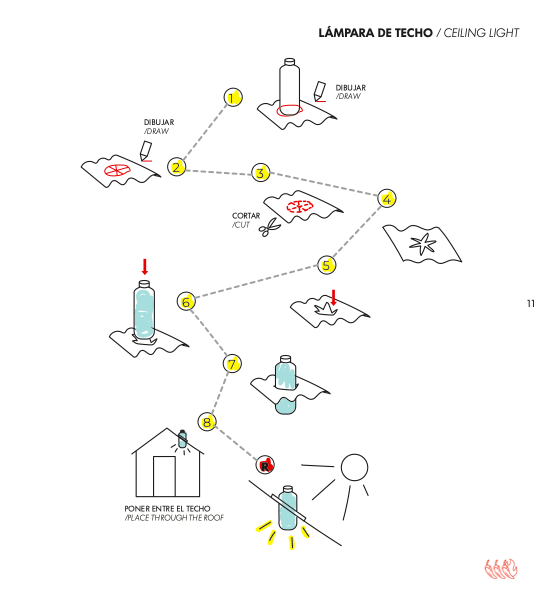 LÁMPARA DE TECHO / CEILING LIGHT
1
DIBUJAR
/DRAW
DIBUJAR
/DRAW
2
3
4
CORTAR
/CUT
5
6
11
7
8
R
PONER ENTRE EL TECHO
/PLACE THROUGH THE ROOF